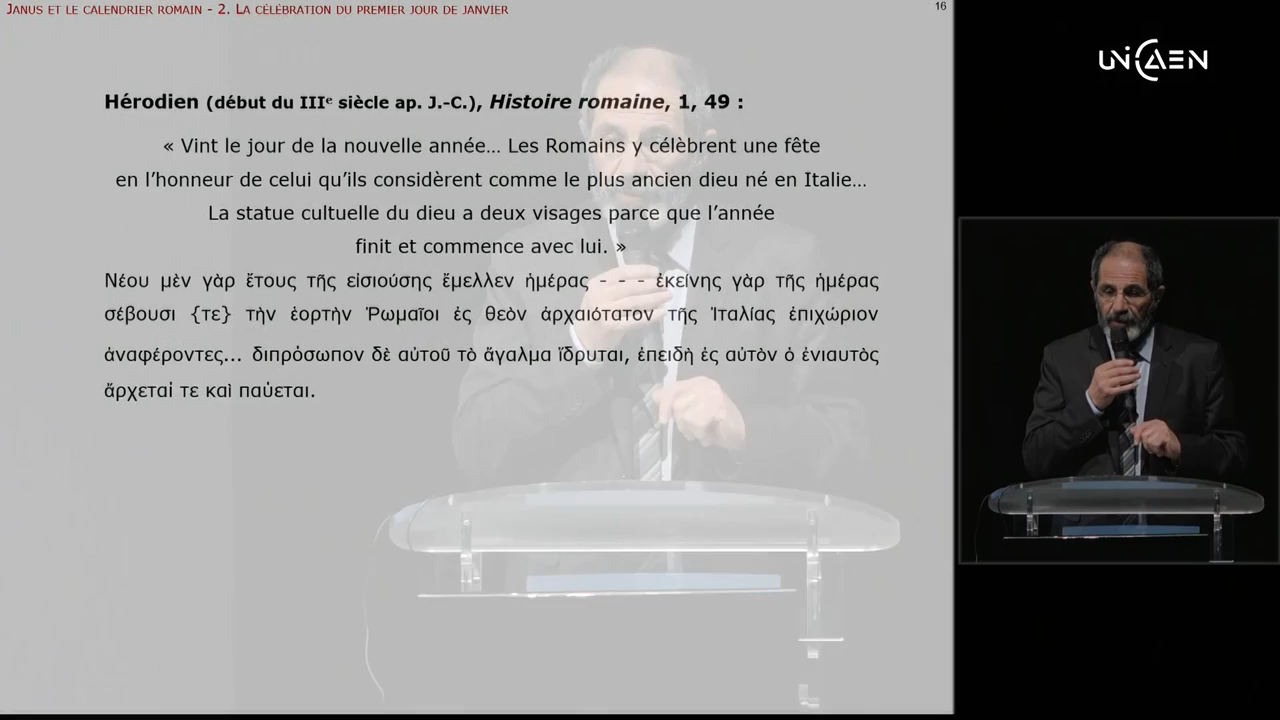 Janus et le calendrier romain - 2. La célébration du premier jour de janvier
16
UNICAEN
Hérodien (début du IIIᵉ siècle ap. J.-C.), Histoire romaine, 1, 49 :
« Vint le jour de la nouvelle année… Les Romains y célèbrent une fête
en l’honneur de celui qu’ils considèrent comme le plus ancien dieu né en Italie…
La statue cultuelle du dieu a deux visages parce que l’année
finit et commence avec lui. »
Νέου μὲν γὰρ ἔτους τῆς εἰσιούσης ἔμελλεν ἡμέρας - - - ἐκείνης γὰρ τῆς ἡμέρας
σέβουσι {τε} τὴν ἑορτὴν Ῥωμαῖοι ἐς θεὸν ἀρχαιότατον τῆς Ἰταλίας ἐπιχώριον
ἀναφέροντες... διπρόσωπον δὲ αὐτοῦ τὸ ἄγαλμα ἵδρυται, ἐπειδὴ ἐς αὐτὸν ὁ ἐνιαυτὸς
ἄρχεταί τε καὶ παύεται.